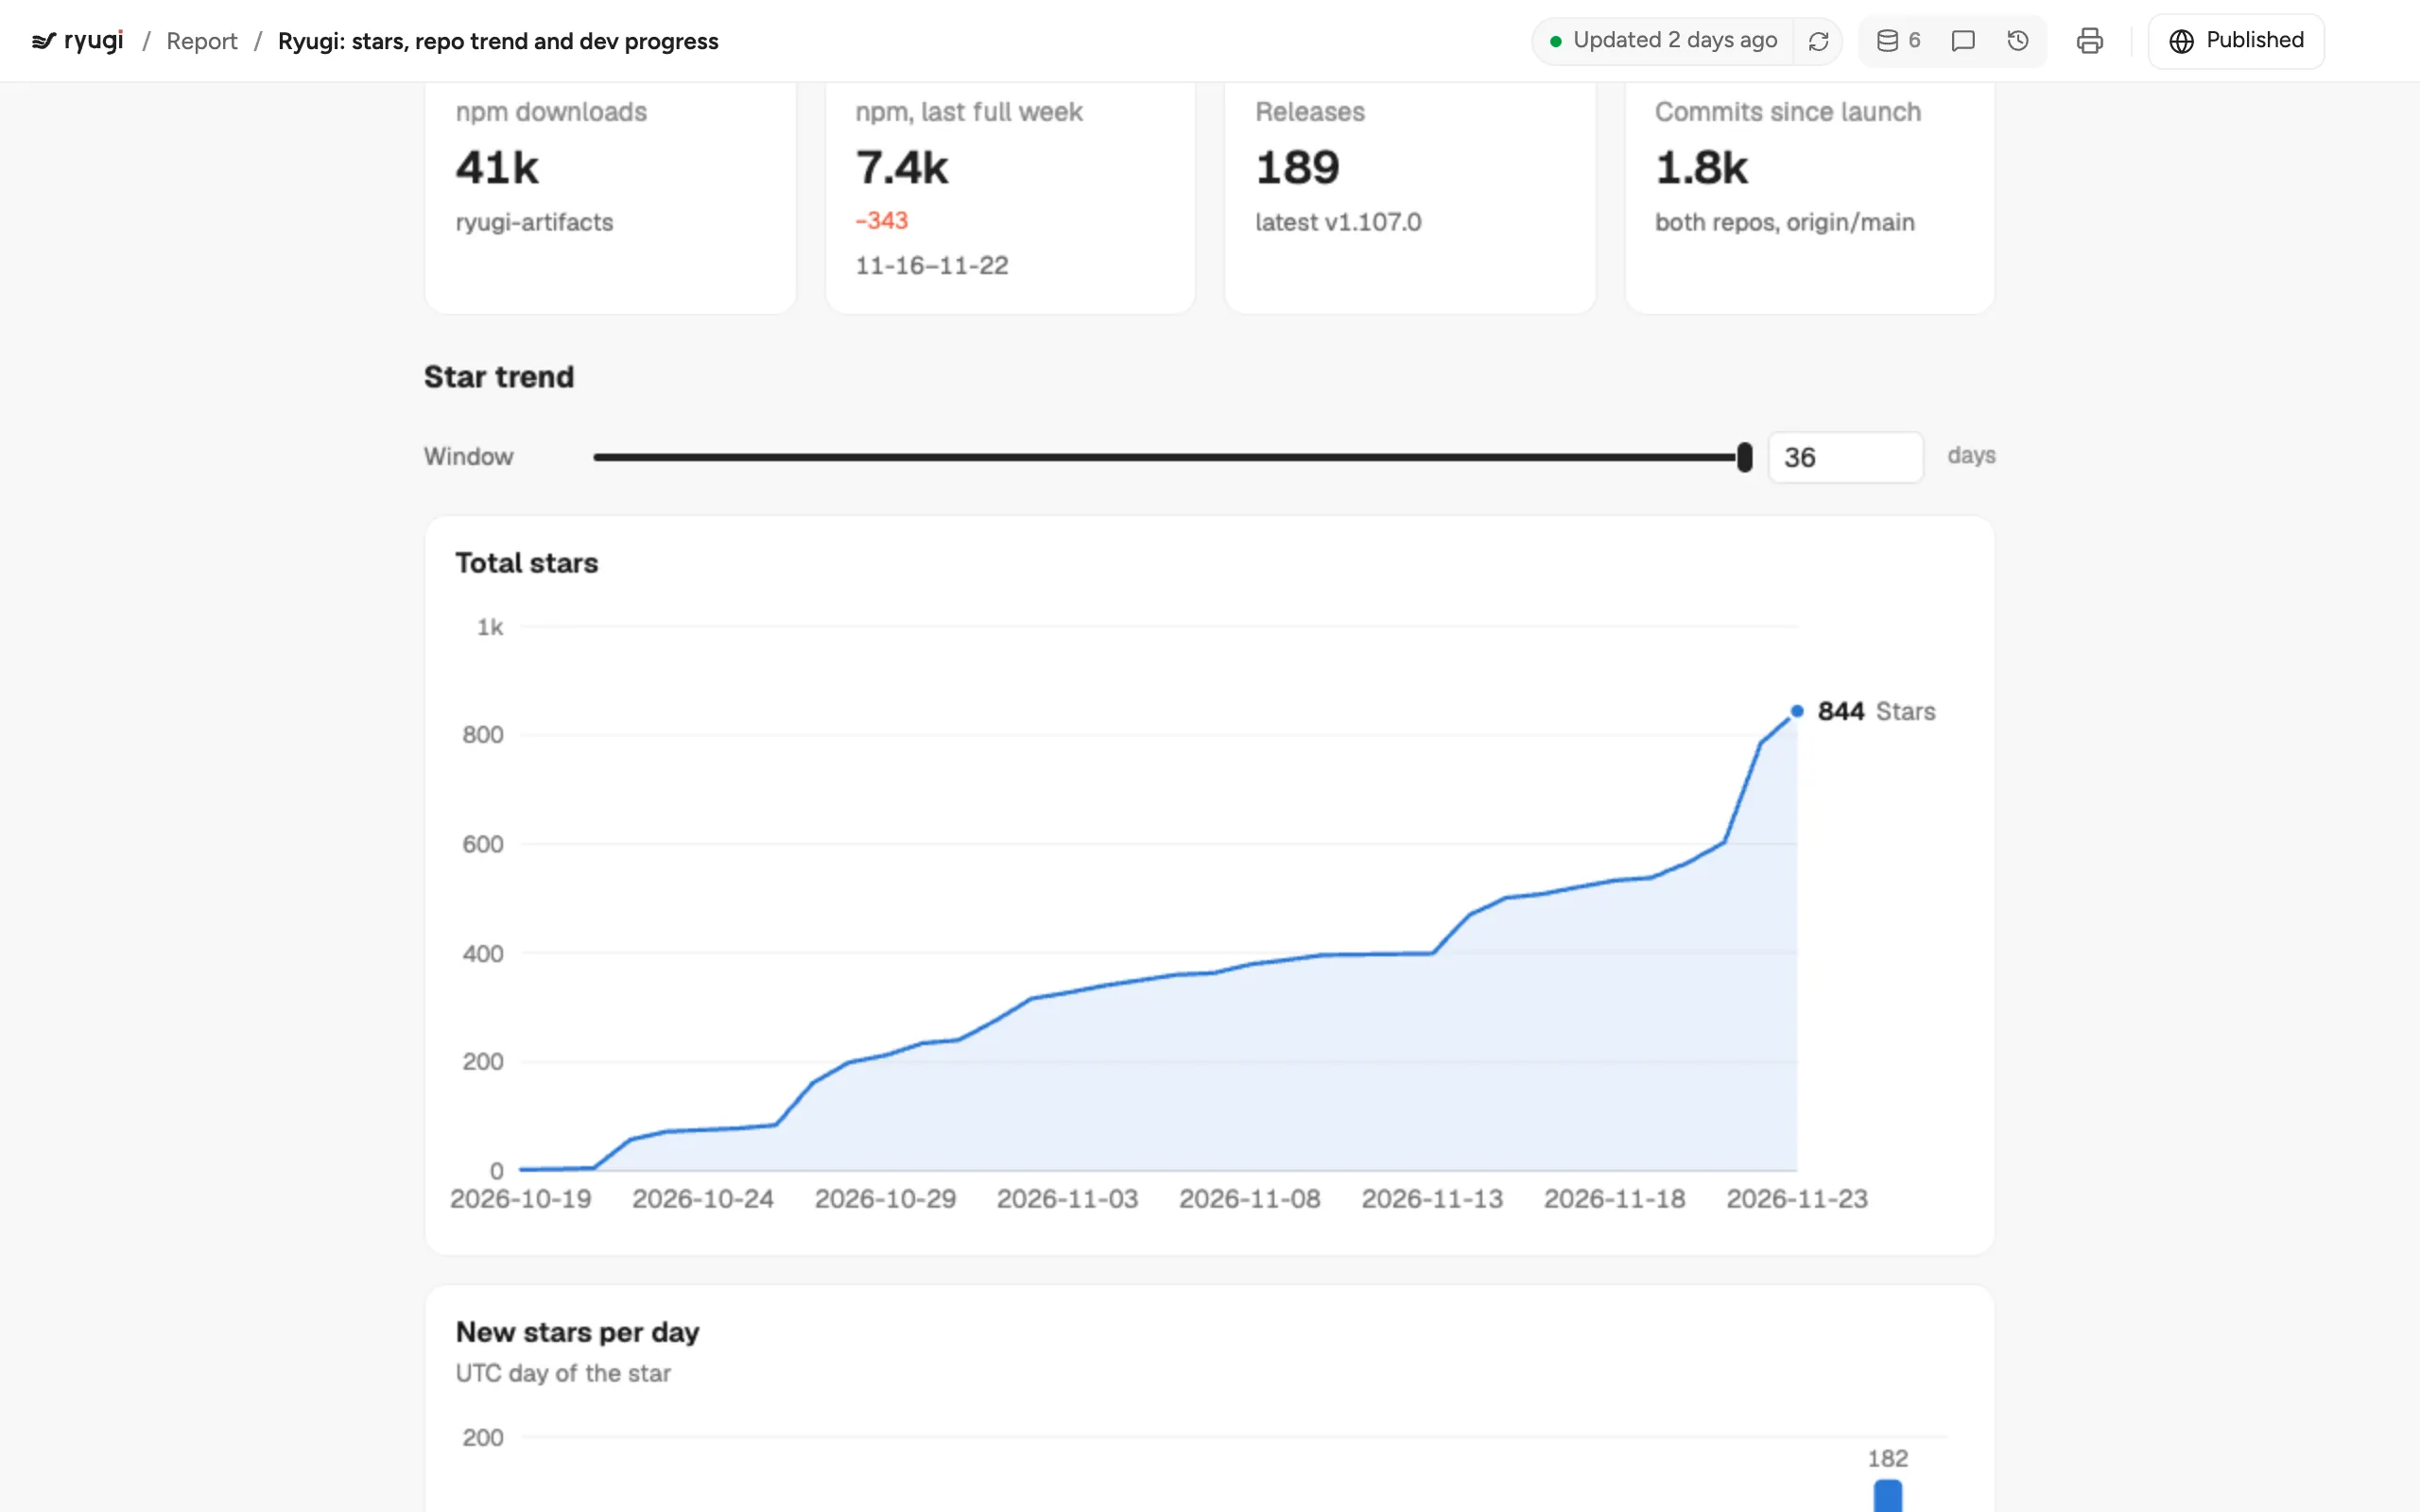 ryugi / Report / Ryugi: stars, repo trend and dev progress
Updated 2 days ago
6
Published
npm downloads
41k
ryugi-artifacts
npm, last full week
7.4k
−343
11-16–11-22
Releases
189
latest v1.107.0
Commits since launch
1.8k
both repos, origin/main
Star trend
Window
36
days
Total stars
1k
800
600
400
200
0
844 Stars
2026-10-19
2026-10-24
2026-10-29
2026-11-03
2026-11-08
2026-11-13
2026-11-18
2026-11-23
New stars per day
UTC day of the star
200
182